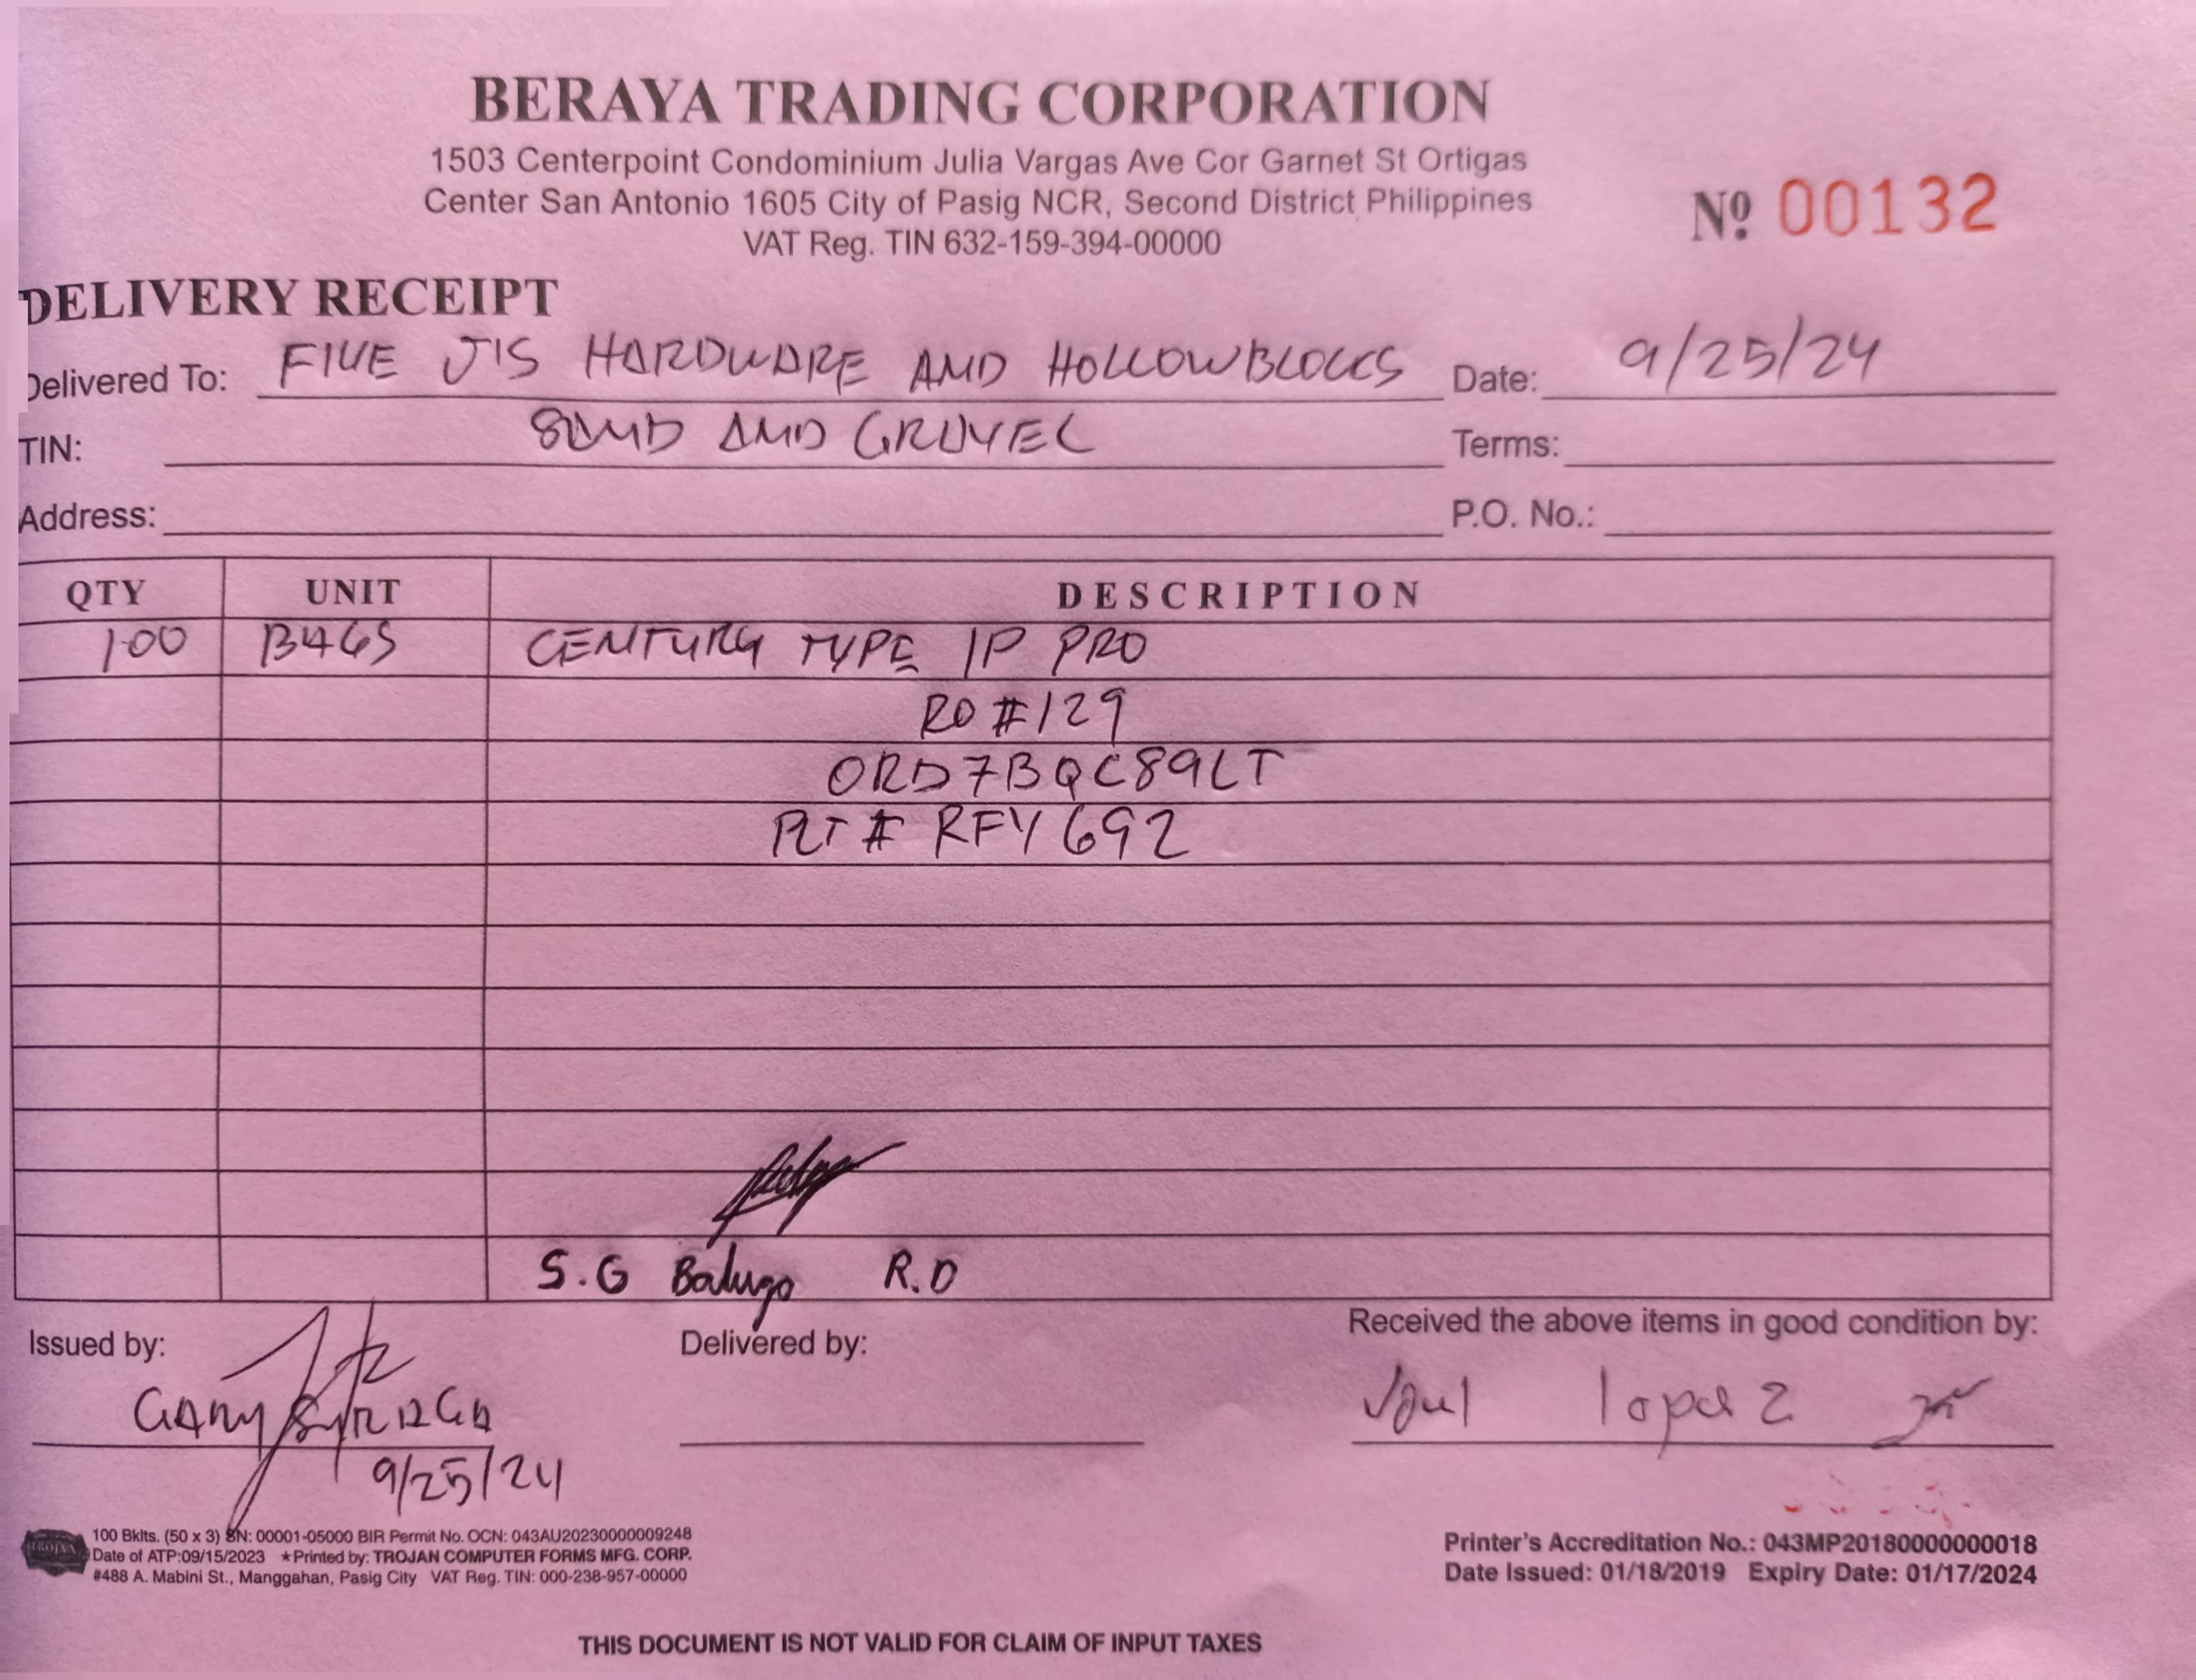 BERAYA TRADING CORPORATION
1503 Centerpoint Condominium Julia Vargas Ave Cor Garnet St Ortigas
Center San Antonio 1605 City of Pasig NCR, Second District Philippines
VAT Reg. TIN 632-159-394-00000
Nº 00132
DELIVERY RECEIPT
Delivered To: FIVE J'S HARDWARE AND HOLLOWBLOCKS Date: 9/25/24
SAND AND GRAVEL
TIN: Terms:
Address: P.O. No.:
QTY UNIT DESCRIPTION
100 BAGS CENTURY TYPE 1P PRO
RO #129
ORD7BQC89LT
PLT # RFY 692
S.G Balugo R.D
Issued by: Delivered by: Received the above items in good condition by:
GARY
9/25/24
100 Bklts. (50 x 3) SN: 00001-05000 BIR Permit No. OCN: 043AU20230000009248
Date of ATP:09/15/2023 ★Printed by: TROJAN COMPUTER FORMS MFG. CORP.
#488 A. Mabini St., Manggahan, Pasig City VAT Reg. TIN: 000-238-957-00000
TROJAN
Printer's Accreditation No.: 043MP20180000000018
Date Issued: 01/18/2019 Expiry Date: 01/17/2024
THIS DOCUMENT IS NOT VALID FOR CLAIM OF INPUT TAXES